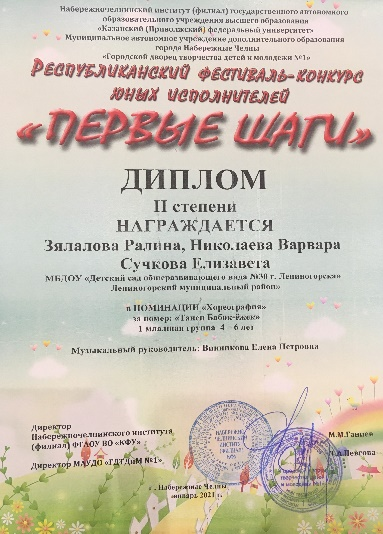 Набережночелнинский институт (филиал) государственного автономного
образовательного учреждения высшего образования
«Казанский (Приволжский) федеральный университет»
Муниципальное автономное учреждение дополнительного образования
города Набережные Челны
«Городской дворец творчества детей и молодежи №1»
Республиканский фестиваль-конкурс
юных исполнителей
«ПЕРВЫЕ ШАГИ»
ДИПЛОМ
II степени
НАГРАЖДАЕТСЯ
Зялалова Ралина, Николаева Варвара
Сучкова Елизавета
МБДОУ «Детский сад общеразвивающего вида №30 г. Лениногорска»
Лениногорский муниципальный район»
в НОМИНАЦИИ «Хореография»
за номер: «Танец Бабок-Ёжек»
1 младшая группа 4 – 6 лет
Музыкальный руководитель: Винникова Елена Петровна
Директор
Набережночелнинского института
(филиал) ФГАОУ ВО «КФУ»
М.М.Ганиев
Директор МАУДО «ГДТДиМ №1»
г. Набережные Челны
январь 2021 г.